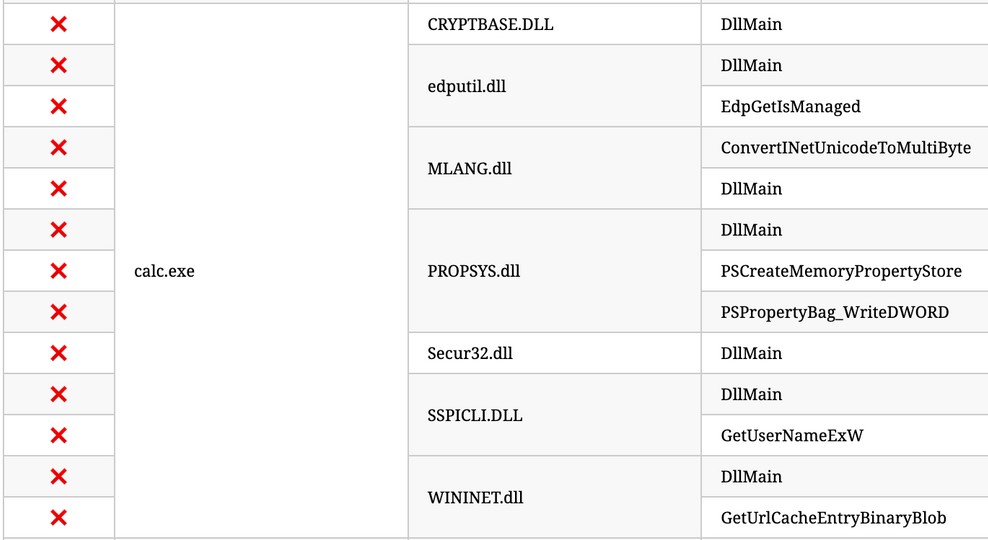 CRYPTBASE.DLL DllMain
edputil.dll DllMain
EdpGetIsManaged
MLANG.dll ConvertINetUnicodeToMultiByte
DllMain
calc.exe PROPSYS.dll DllMain
PSCreateMemoryPropertyStore
PSPropertyBag_WriteDWORD
Secur32.dll DllMain
SSPICLI.DLL DllMain
GetUserNameExW
WININET.dll DllMain
GetUrlCacheEntryBinaryBlob